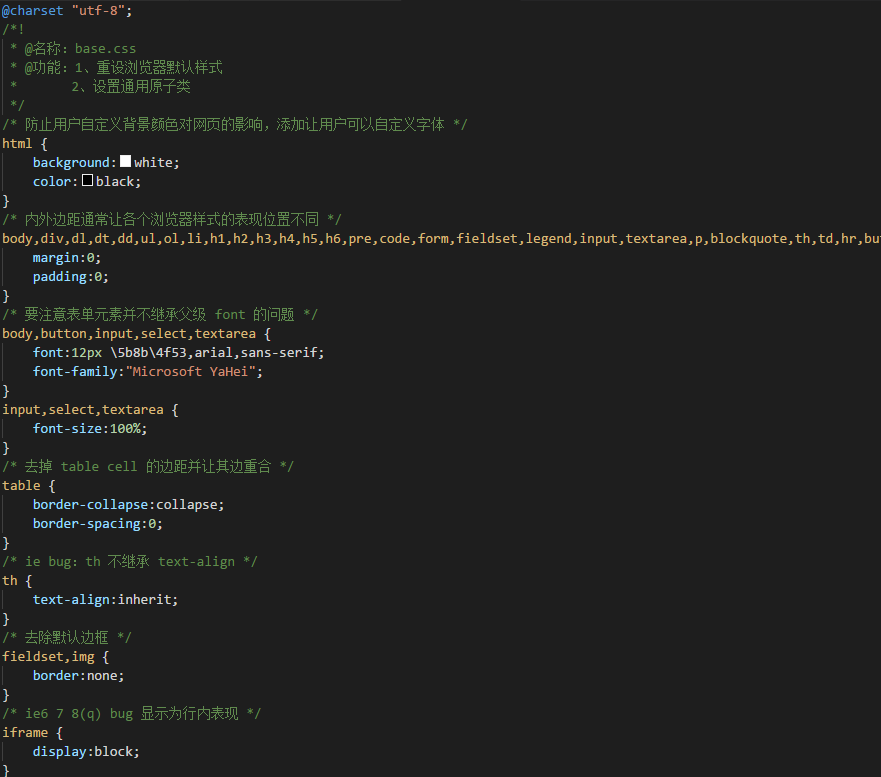 @charset "utf-8";
/*!
 * @名称：base.css
 * @功能：1、重设浏览器默认样式
 *       2、设置通用原子类
 */
/* 防止用户自定义背景颜色对网页的影响，添加让用户可以自定义字体 */
html {
    background:white;
    color:black;
}
/* 内外边距通常让各个浏览器样式的表现位置不同 */
body,div,dl,dt,dd,ul,ol,li,h1,h2,h3,h4,h5,h6,pre,code,form,fieldset,legend,input,textarea,p,blockquote,th,td,hr,but
    margin:0;
    padding:0;
}
/* 要注意表单元素并不继承父级 font 的问题 */
body,button,input,select,textarea {
    font:12px \5b8b\4f53,arial,sans-serif;
    font-family:"Microsoft YaHei";
}
input,select,textarea {
    font-size:100%;
}
/* 去掉 table cell 的边距并让其边重合 */
table {
    border-collapse:collapse;
    border-spacing:0;
}
/* ie bug：th 不继承 text-align */
th {
    text-align:inherit;
}
/* 去除默认边框 */
fieldset,img {
    border:none;
}
/* ie6 7 8(q) bug 显示为行内表现 */
iframe {
    display:block;
}